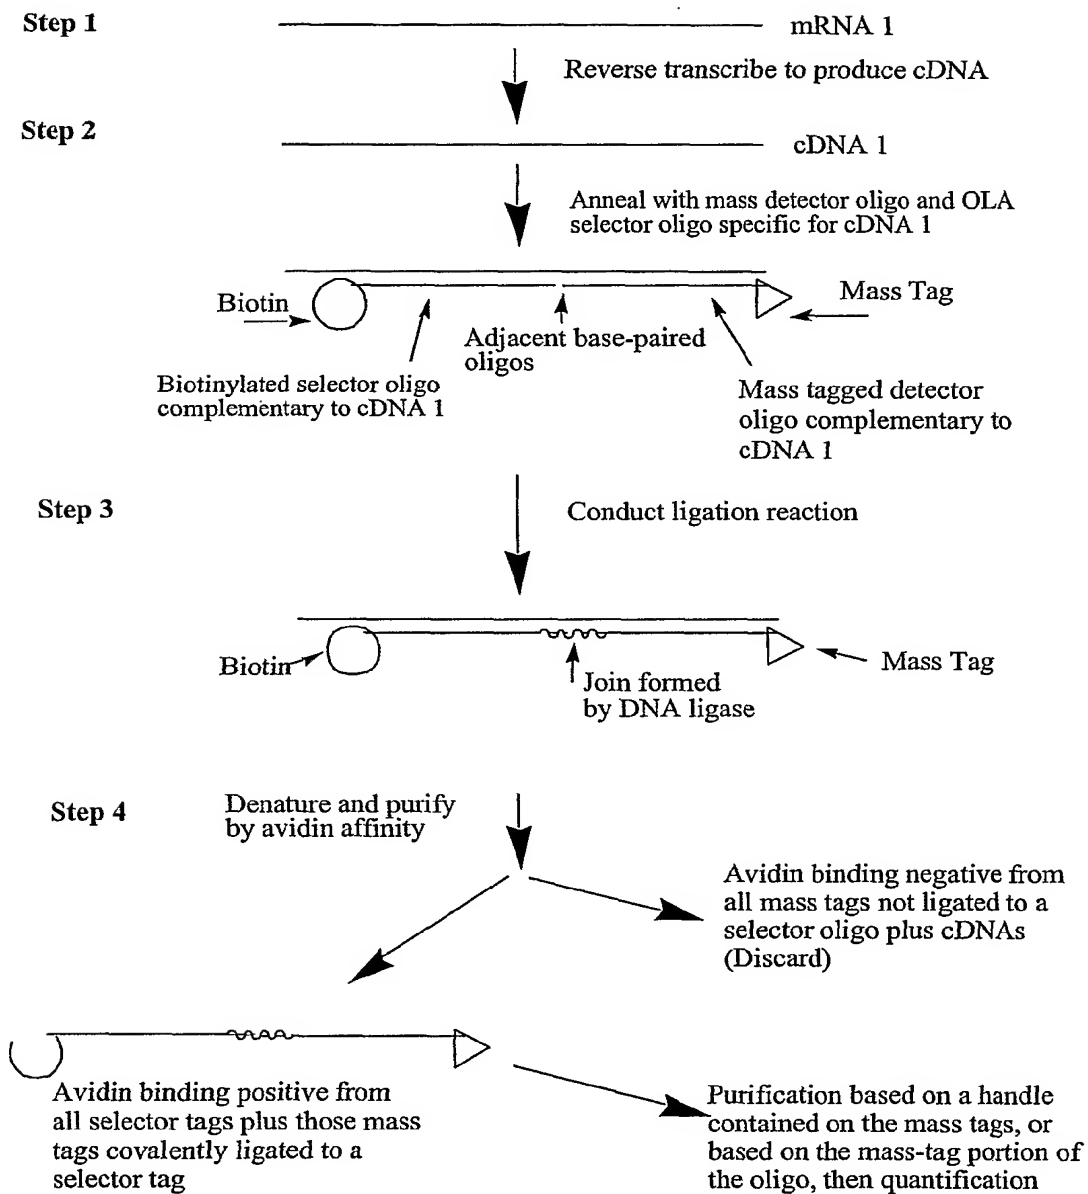 Step 1
mRNA 1
Reverse transcribe to produce cDNA
Step 2
cDNA 1
Anneal with mass detector oligo and OLA
selector oligo specific for cDNA 1
Biotin
Mass Tag
Adjacent base-paired
oligos
Biotinylated selector oligo
complementary to cDNA 1
Mass tagged detector
oligo complementary to
cDNA 1
Step 3
Conduct ligation reaction
Biotin
Mass Tag
Join formed
by DNA ligase
Step 4
Denature and purify
by avidin affinity
Avidin binding negative from
all mass tags not ligated to a
selector oligo plus cDNAs
(Discard)
Avidin binding positive from
all selector tags plus those mass
tags covalently ligated to a
selector tag
Purification based on a handle
contained on the mass tags, or
based on the mass-tag portion of
the oligo, then quantification